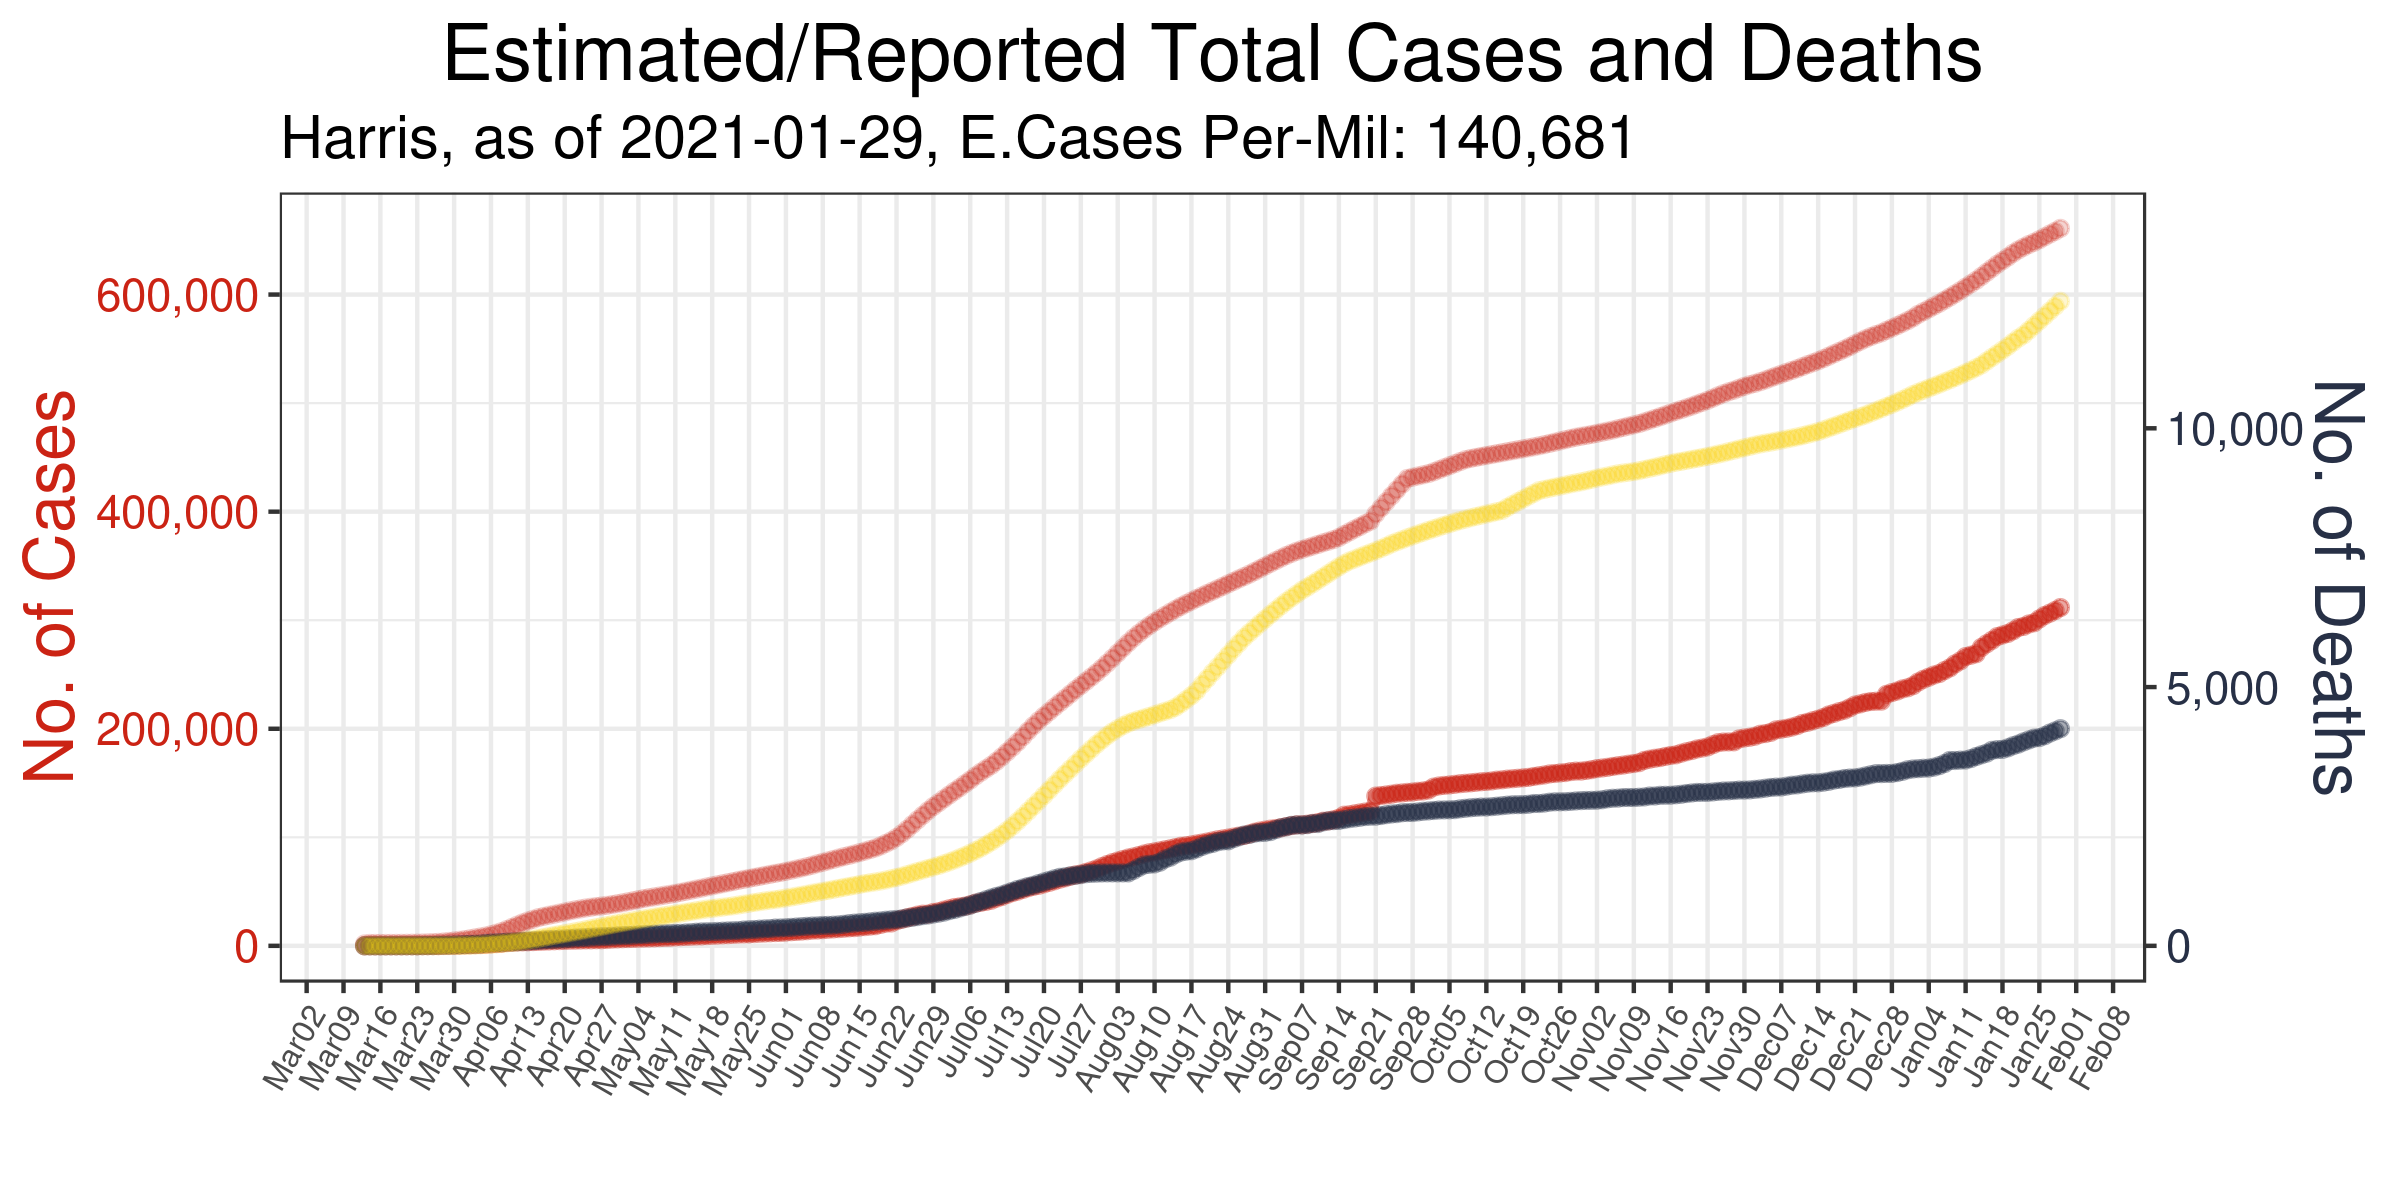 Estimated/Reported Total Cases and Deaths
Harris, as of 2021-01-29, E.Cases Per-Mil: 140,681
No. of Cases
600,000
400,000
200,000
0
10,000
5,000
0
No. of Deaths
Mar02 Mar09 Mar16 Mar23 Mar30 Apr06 Apr13 Apr20 Apr27 May04 May11 May18 May25 Jun01 Jun08 Jun15 Jun22 Jun29 Jul06 Jul13 Jul20 Jul27 Aug03 Aug10 Aug17 Aug24 Aug31 Sep07 Sep14 Sep21 Sep28 Oct05 Oct12 Oct19 Oct26 Nov02 Nov09 Nov16 Nov23 Nov30 Dec07 Dec14 Dec21 Dec28 Jan04 Jan11 Jan18 Jan25 Feb01 Feb08